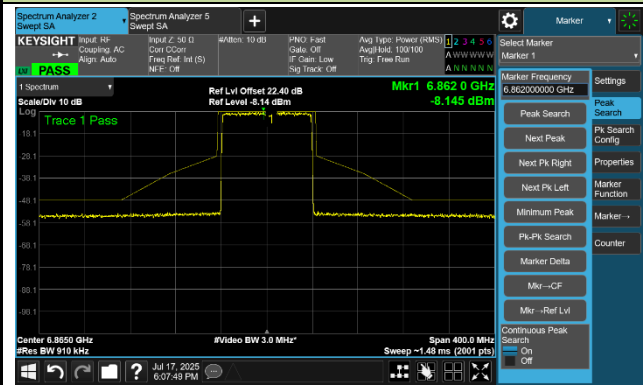 Spectrum Analyzer 2
Swept SA
Spectrum Analyzer 5
Swept SA
+
Marker
KEYSIGHT
Input: RF
Coupling: AC
Align: Auto
Input Z: 50 Ω
Corr CCorr
Freq Ref: Int (S)
NFE: Off
#Atten: 10 dB
PNO: Fast
Gate: Off
IF Gain: Low
Sig Track: Off
Avg Type: Power (RMS)
Avg|Hold: 100/100
Trig: Free Run
1 2 3 4 5 6
A W W W W W
A N N N N N
LV PASS
Select Marker
Marker 1
Marker Frequency
6.862000000 GHz
Settings
Peak Search
Next Peak
Next Pk Right
Next Pk Left
Minimum Peak
Pk-Pk Search
Marker Delta
Mkr→CF
Mkr→Ref Lvl
Continuous Peak
Search
On
Off
Peak
Search
Pk Search
Config
Properties
Marker
Function
Marker→
Counter
1 Spectrum
Scale/Div 10 dB
Ref Lvl Offset 22.40 dB
Ref Level -8.14 dBm
Mkr1 6.862 0 GHz
-8.145 dBm
Log
Trace 1 Pass
1
-18.1
-28.1
-38.1
-48.1
-58.1
-68.1
-78.1
-88.1
-98.1
Center 6.8650 GHz
#Res BW 910 kHz
#Video BW 3.0 MHz*
Span 400.0 MHz
Sweep ~1.48 ms (2001 pts)
?
Jul 17, 2025
6:07:49 PM